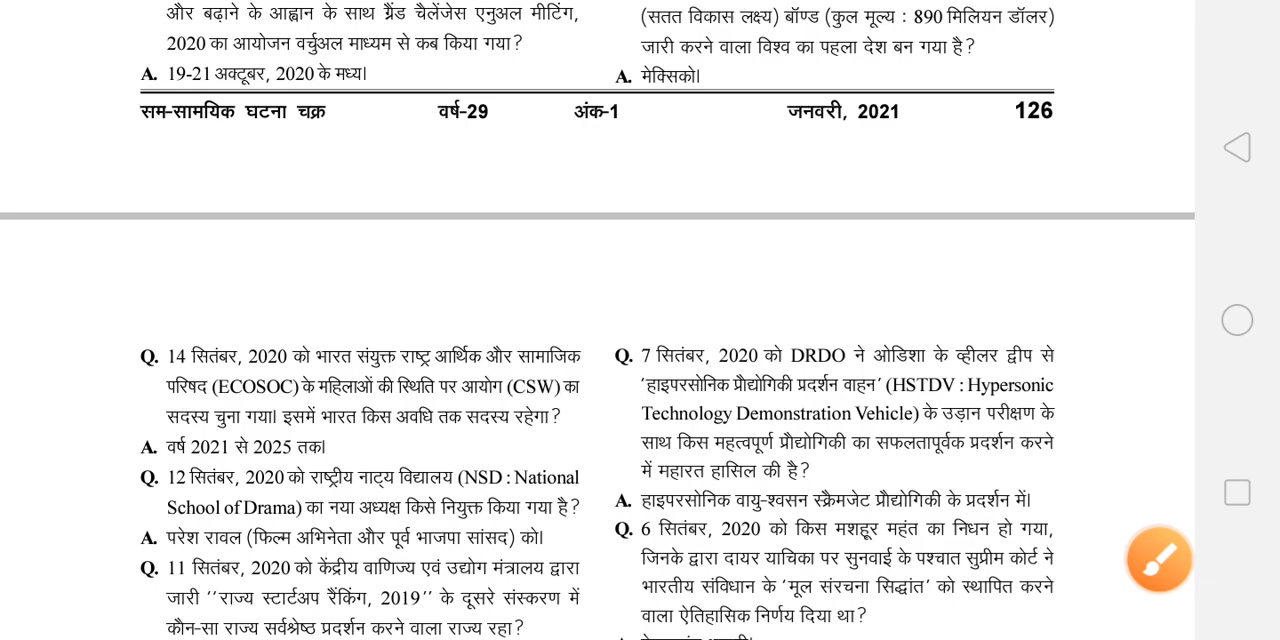 और बढ़ाने के आह्वान के साथ ग्रैंड चैलेंजेस एनुअल मीटिंग,
2020 का आयोजन वर्चुअल माध्यम से कब किया गया?
A. 19-21 अक्टूबर, 2020 के मध्य।
(सतत विकास लक्ष्य) बॉण्ड (कुल मूल्य : 890 मिलियन डॉलर)
जारी करने वाला विश्व का पहला देश बन गया है?
A. मेक्सिको।
सम-सामयिक घटना चक्र वर्ष-29 अंक-1 जनवरी, 2021 126
Q. 14 सितंबर, 2020 को भारत संयुक्त राष्ट्र आर्थिक और सामाजिक
परिषद (ECOSOC) के महिलाओं की स्थिति पर आयोग (CSW) का
सदस्य चुना गया। इसमें भारत किस अवधि तक सदस्य रहेगा?
A. वर्ष 2021 से 2025 तक।
Q. 12 सितंबर, 2020 को राष्ट्रीय नाट्य विद्यालय (NSD : National
School of Drama) का नया अध्यक्ष किसे नियुक्त किया गया है?
A. परेश रावल (फिल्म अभिनेता और पूर्व भाजपा सांसद) को।
Q. 11 सितंबर, 2020 को केंद्रीय वाणिज्य एवं उद्योग मंत्रालय द्वारा
जारी ''राज्य स्टार्टअप रैंकिंग, 2019'' के दूसरे संस्करण में
कौन-सा राज्य सर्वश्रेष्ठ प्रदर्शन करने वाला राज्य रहा?
Q. 7 सितंबर, 2020 को DRDO ने ओडिशा के व्हीलर द्वीप से
'हाइपरसोनिक प्रौद्योगिकी प्रदर्शन वाहन' (HSTDV : Hypersonic
Technology Demonstration Vehicle) के उड़ान परीक्षण के
साथ किस महत्वपूर्ण प्रौद्योगिकी का सफलतापूर्वक प्रदर्शन करने
में महारत हासिल की है?
A. हाइपरसोनिक वायु-श्वसन स्क्रैमजेट प्रौद्योगिकी के प्रदर्शन में।
Q. 6 सितंबर, 2020 को किस मशहूर महंत का निधन हो गया,
जिनके द्वारा दायर याचिका पर सुनवाई के पश्चात सुप्रीम कोर्ट ने
भारतीय संविधान के 'मूल संरचना सिद्धांत' को स्थापित करने
वाला ऐतिहासिक निर्णय दिया था?